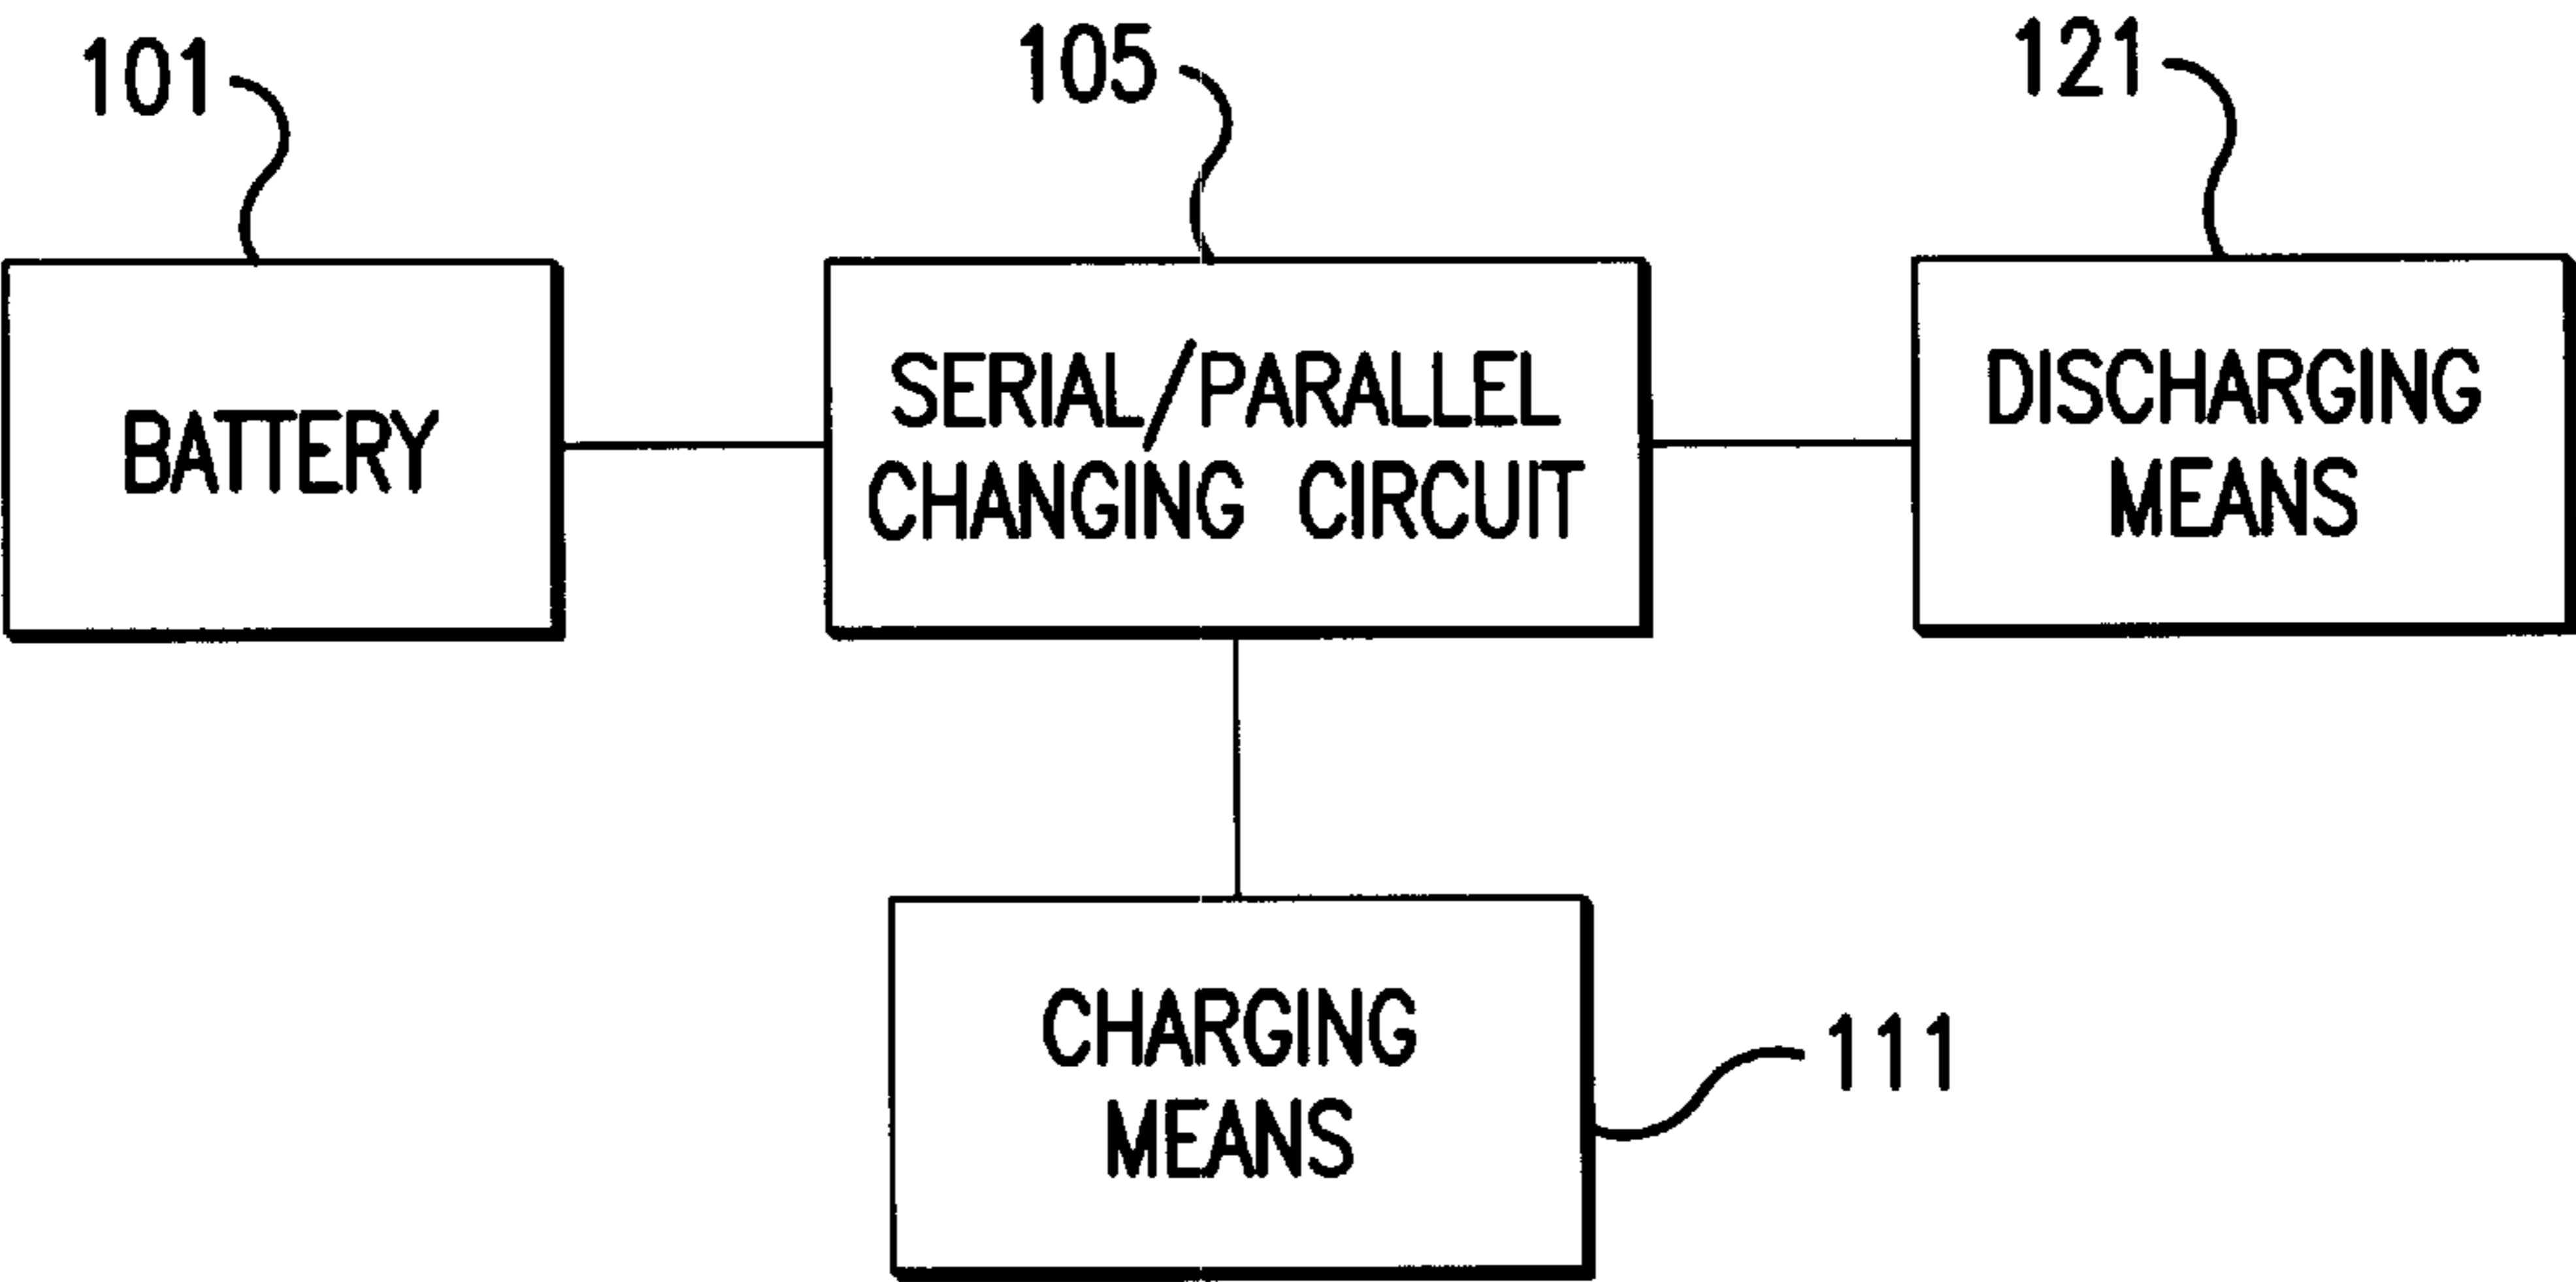 101
105
121
BATTERY
SERIAL/PARALLEL
CHANGING CIRCUIT
DISCHARGING
MEANS
CHARGING
MEANS
111